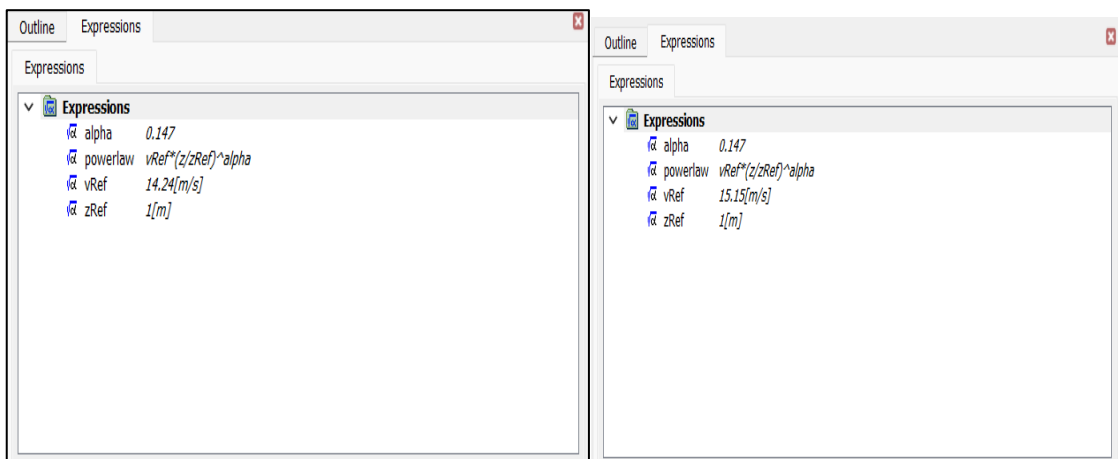 Outline Expressions
Expressions
Expressions
alpha 0.147
powerlaw vRef*(z/zRef)^alpha
vRef 14.24[m/s]
zRef 1[m]
Outline Expressions
Expressions
Expressions
alpha 0.147
powerlaw vRef*(z/zRef)^alpha
vRef 15.15[m/s]
zRef 1[m]